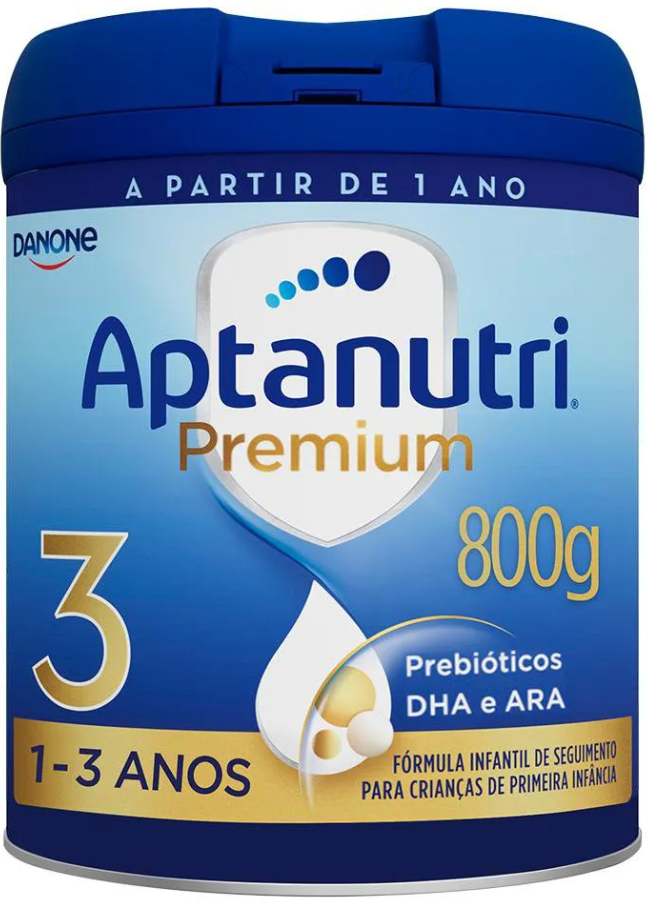 A PARTIR DE 1 ANO
DANONE
Aptanutri®
Premium
800g
3
Prebióticos
DHA e ARA
1-3 ANOS
FÓRMULA INFANTIL DE SEGUIMENTO
PARA CRIANÇAS DE PRIMEIRA INFÂNCIA